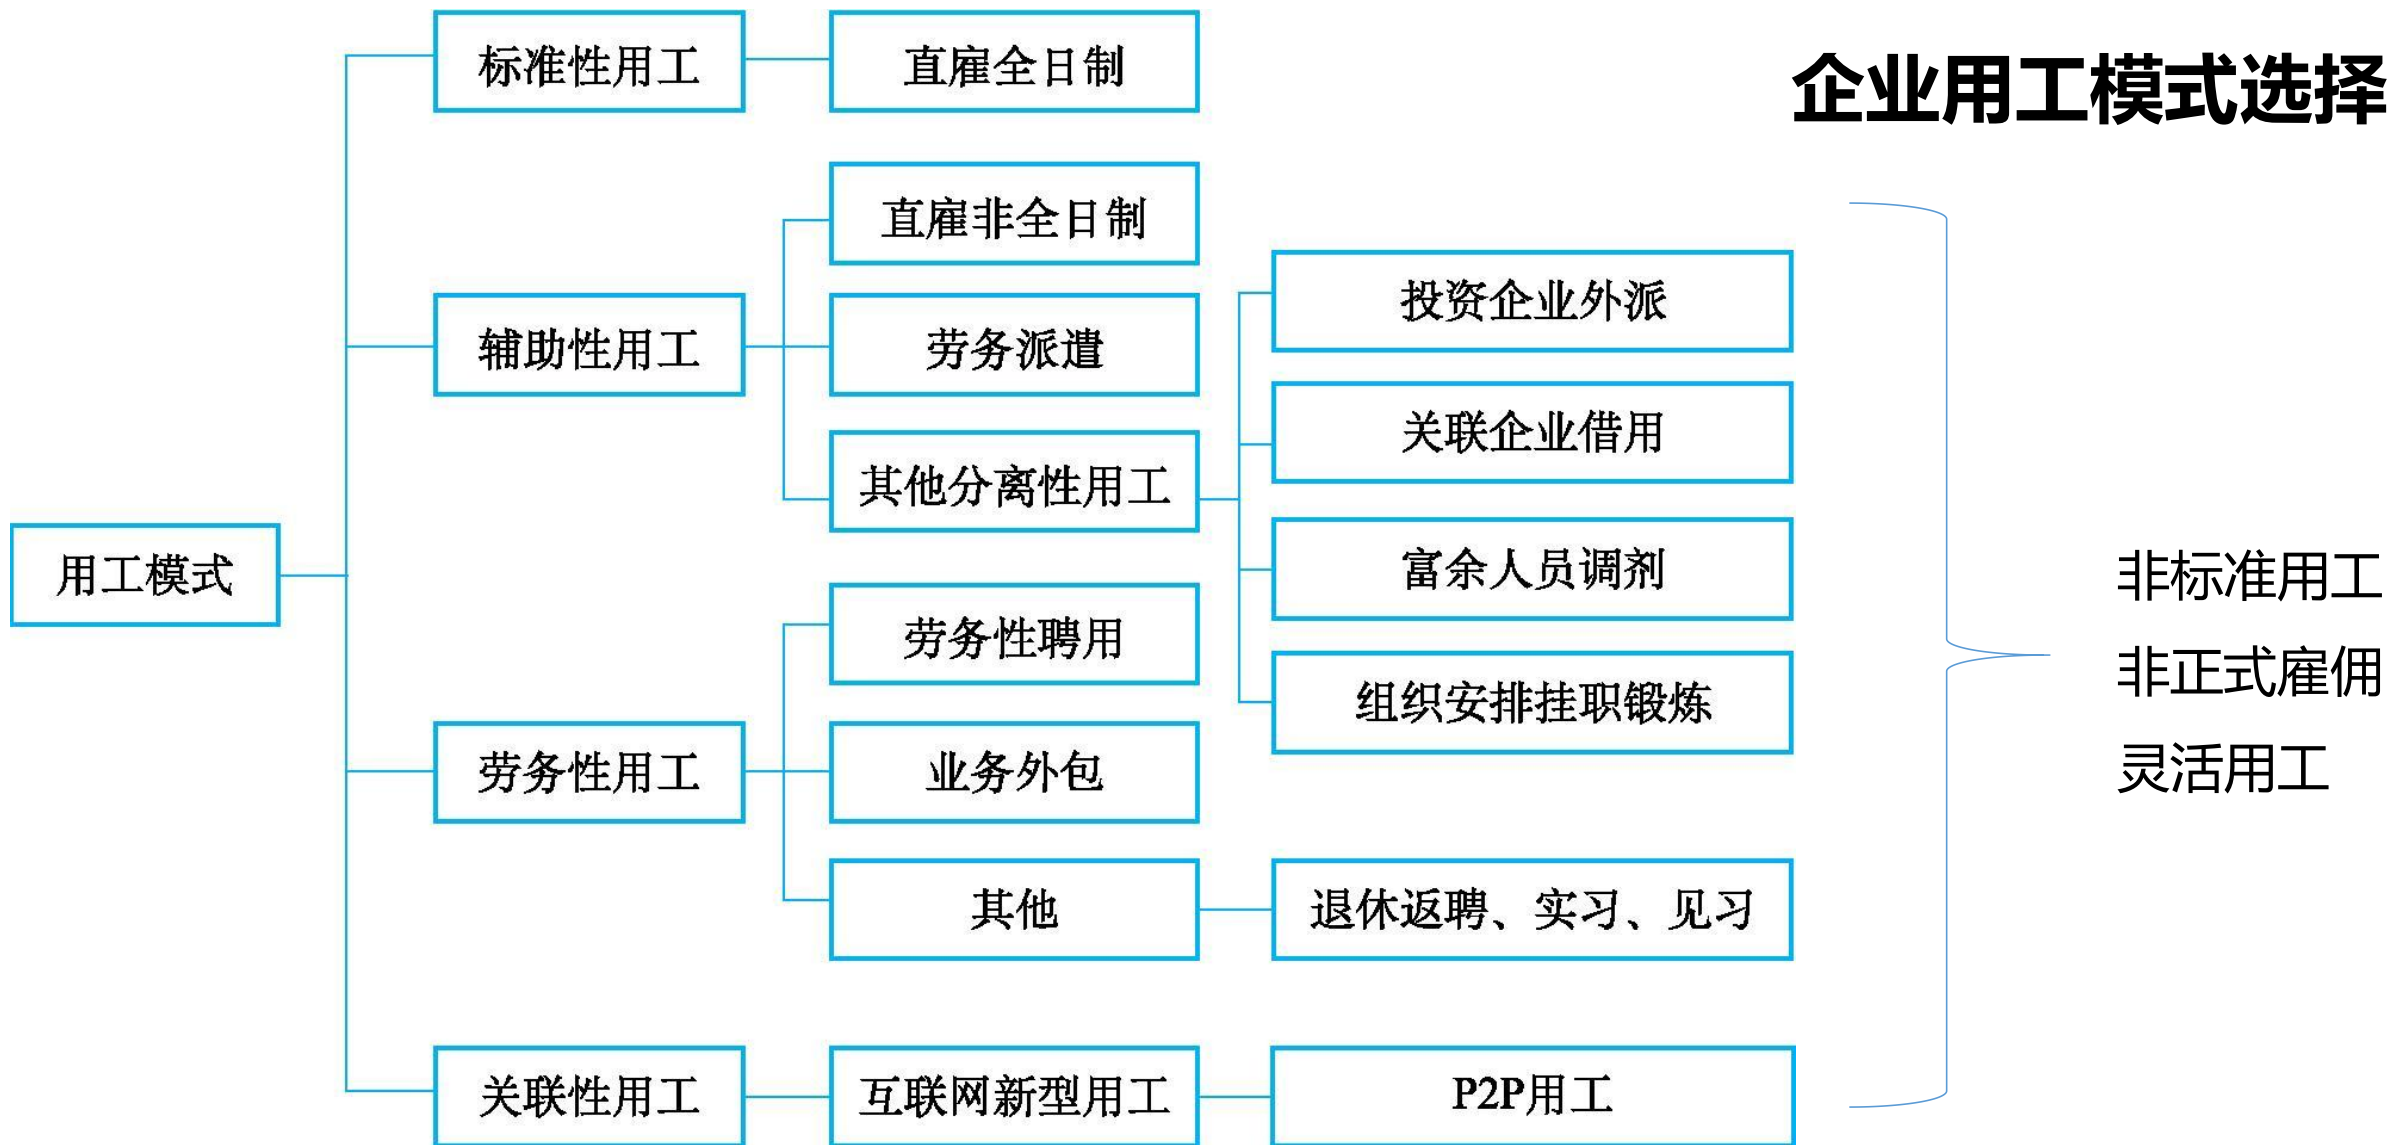 企业用工模式选择
用工模式
标准性用工
直雇全日制
辅助性用工
直雇非全日制
劳务派遣
其他分离性用工
投资企业外派
关联企业借用
富余人员调剂
组织安排挂职锻炼
劳务性用工
劳务性聘用
业务外包
其他
退休返聘、实习、见习
关联性用工
互联网新型用工
P2P用工
非标准用工
非正式雇佣
灵活用工